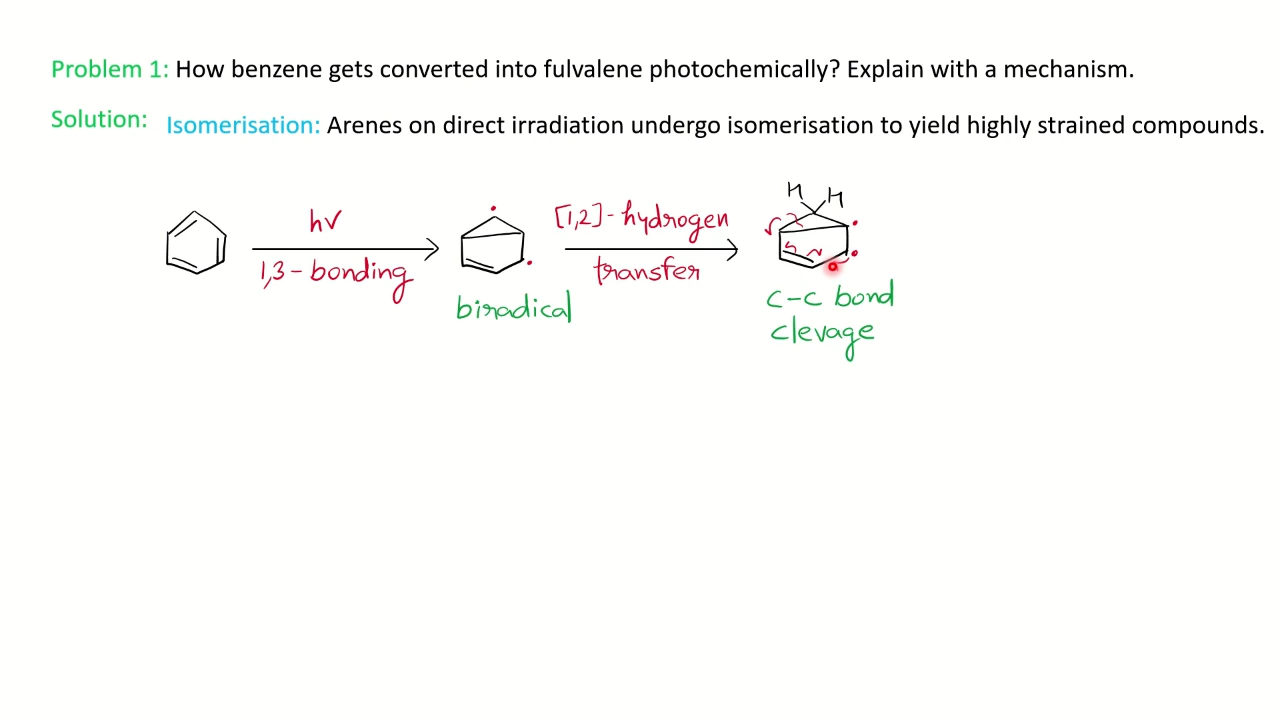 Problem 1: How benzene gets converted into fulvalene photochemically? Explain with a mechanism.
Solution: Isomerisation: Arenes on direct irradiation undergo isomerisation to yield highly strained compounds.
H H
hν [1,2]-hydrogen
1,3-bonding transfer
biradical C-C bond
clevage